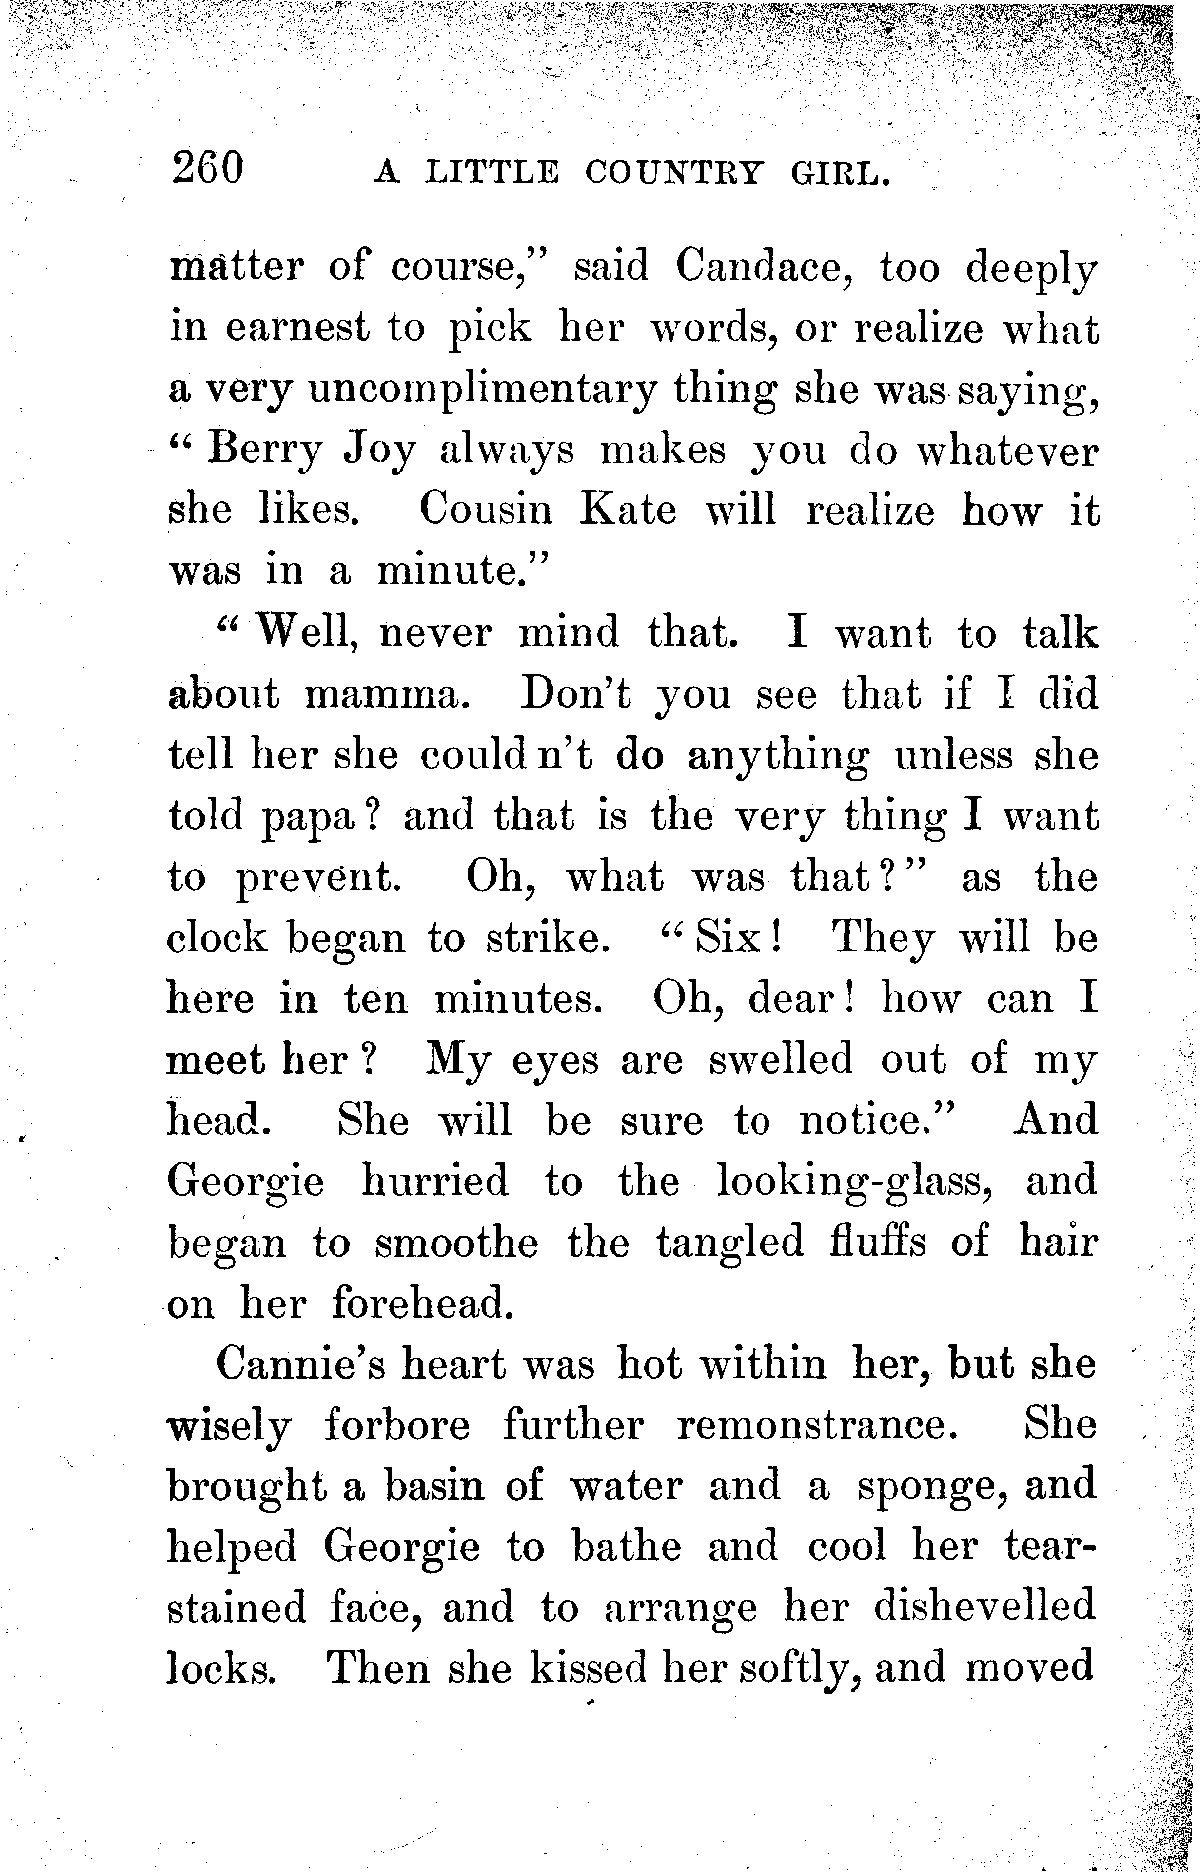 260 A LITTLE COUNTRY GIRL.
matter of course,” said Candace, too deeply
in earnest to pick her words, or realize what
a very uncomplimentary thing she was saying,
“ Berry Joy always makes you do whatever
she likes. Cousin Kate will realize how it
was in a minute.”
“ Well, never mind that. I want to talk
about mamma. Don’t you see that if I did
tell her she could n’t do anything unless she
told papa? and that is the very thing I want
to prevent. Oh, what was that?” as the
clock began to strike. “ Six! They will be
here in ten minutes. Oh, dear! how can I
meet her? My eyes are swelled out of my
head. She will be sure to notice.” And
Georgie hurried to the looking-glass, and
began to smoothe the tangled fluffs of hair
on her forehead.
Cannie’s heart was hot within her, but she
wisely forbore further remonstrance. She
brought a basin of water and a sponge, and
helped Georgie to bathe and cool her tear-
stained face, and to arrange her dishevelled
locks. Then she kissed her softly, and moved